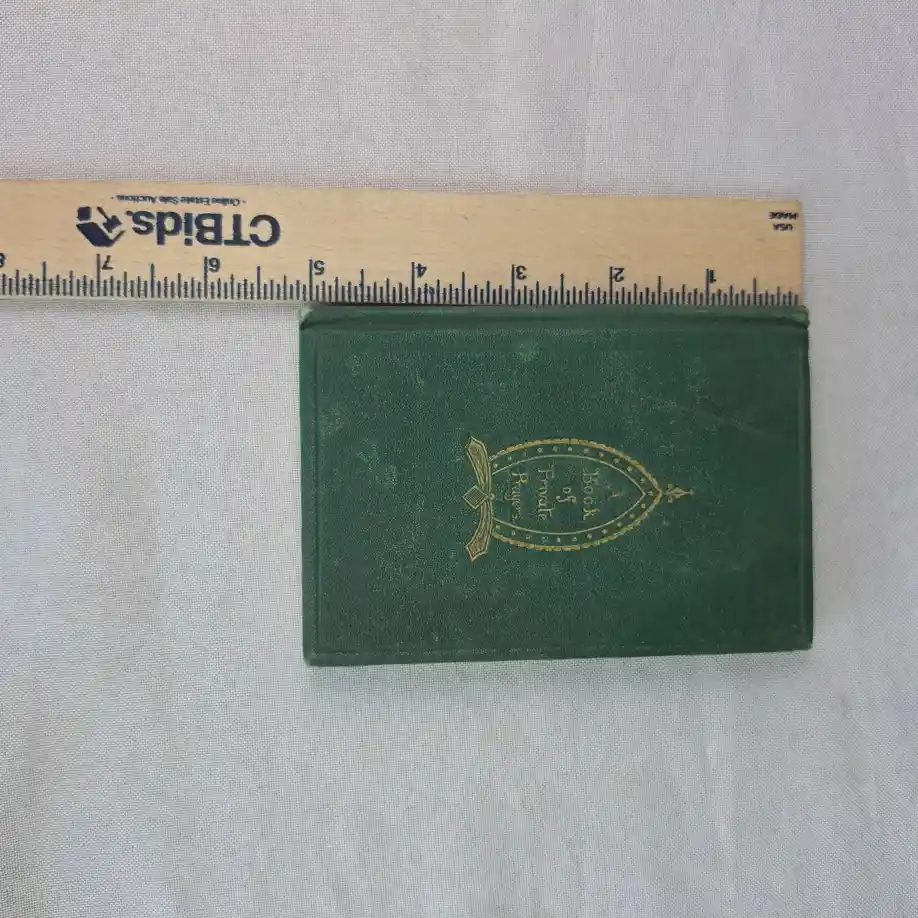 USA
MADE
CTBids.
- Online Estate Sale Auctions -
1 2 3 4 5 6 7 8
A
Book
of
Private
Prayers